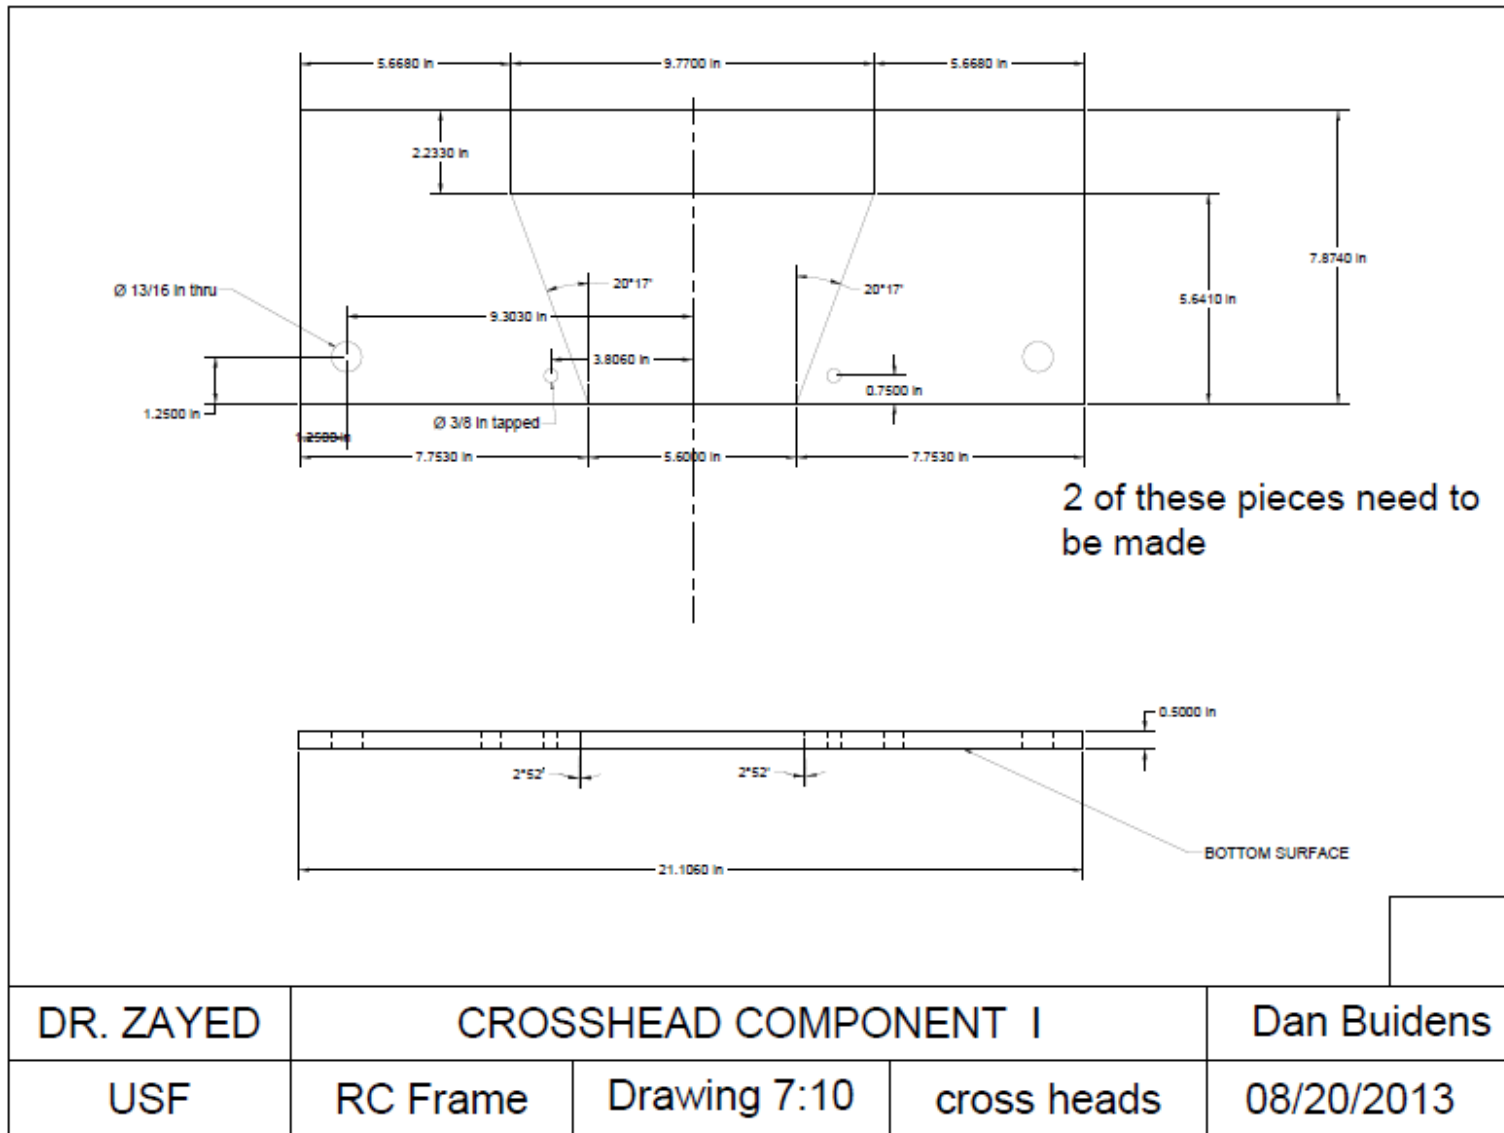 5.6680 in
9.7700 in
5.6680 in
2.2330 in
7.8740 in
20°17'
20°17'
Ø 13/16 in thru
5.6410 in
9.3030 in
3.8060 in
0.7500 in
1.2500 in
Ø 3/8 in tapped
1.2500 in
7.7530 in
5.6000 in
7.7530 in
2 of these pieces need to
be made
0.5000 in
2°52'
2°52'
BOTTOM SURFACE
21.1060 in
DR. ZAYED
CROSSHEAD COMPONENT I
Dan Buidens
USF
RC Frame
Drawing 7:10
cross heads
08/20/2013